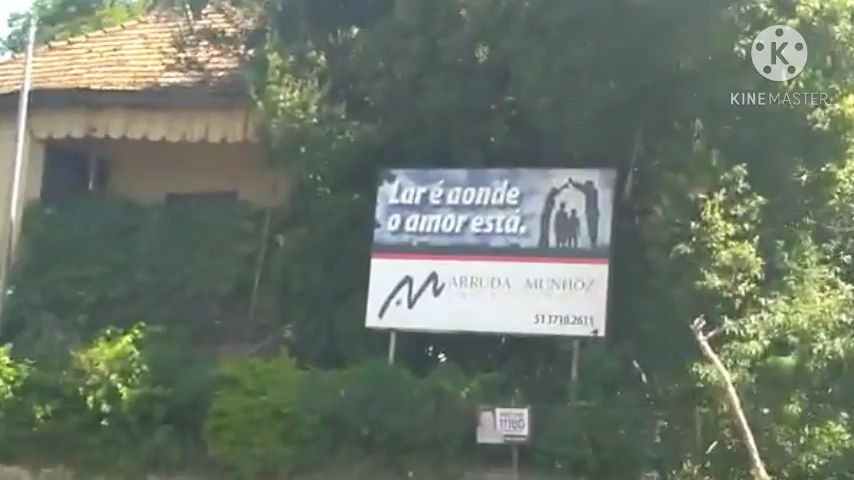 KINEMASTER
Lar é aonde
o amor está.
ARRUDA MUNHOZ
51 3710.2611